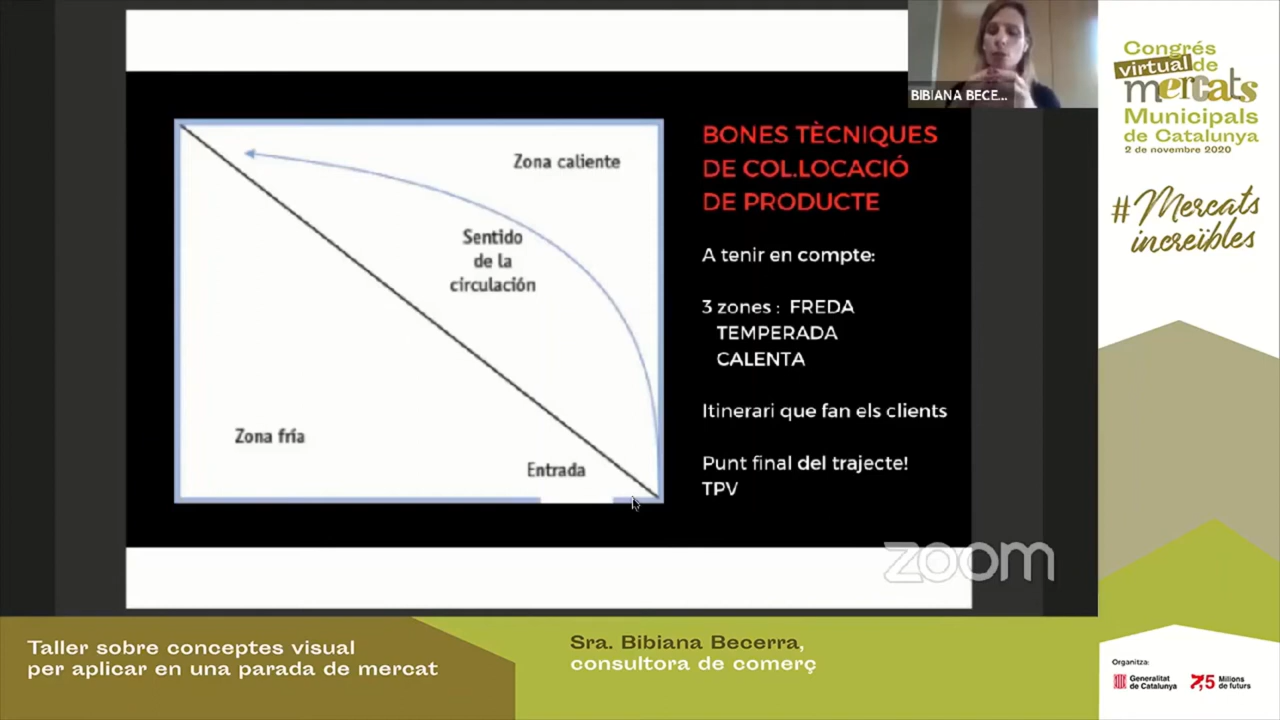 BIBIANA BECE...
Zona caliente
Sentido
de la
circulación
Zona fría
Entrada
BONES TÈCNIQUES
DE COL.LOCACIÓ
DE PRODUCTE
A tenir en compte:
3 zones : FREDA
TEMPERADA
CALENTA
Itinerari que fan els clients
Punt final del trajecte!
TPV
zoom
Congrés
virtual de
mercats
Municipals
de Catalunya
2 de novembre 2020
#Mercats
increïbles
Taller sobre conceptes visual
per aplicar en una parada de mercat
Sra. Bibiana Becerra,
consultora de comerç
Organitza:
Generalitat
de Catalunya
7,5 Milions
de futurs